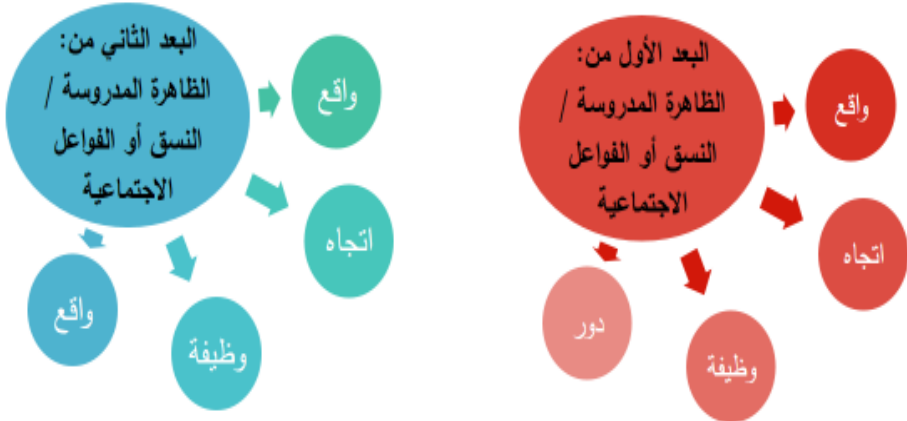 البعد الأول من:
الظاهرة المدروسة /
النسق أو الفواعل
الاجتماعية
واقع
اتجاه
وظيفة
دور
البعد الثاني من:
الظاهرة المدروسة /
النسق أو الفواعل
الاجتماعية
واقع
اتجاه
وظيفة
واقع